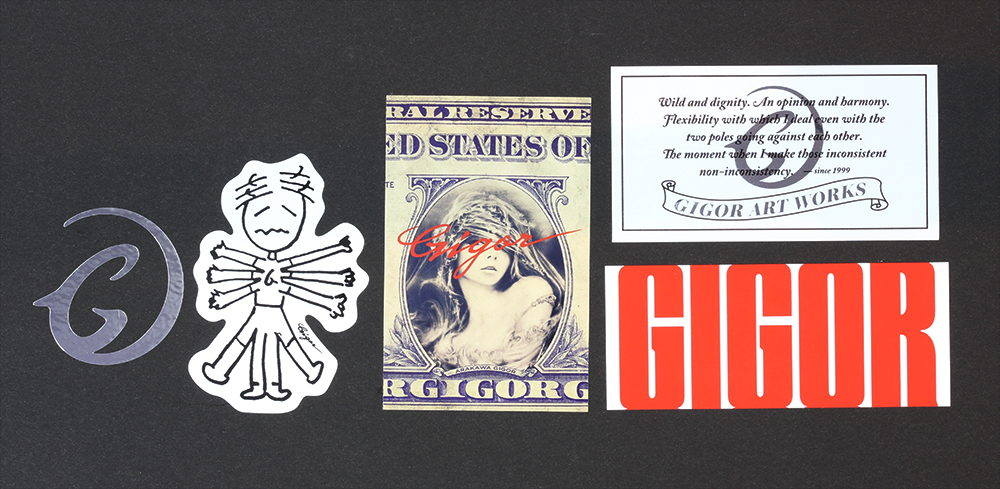 G
G
Gigor
RAL RESERVE
ED STATES OF
TE
Gigor
ARAKAWA GIGOR
RGIGORG
Wild and dignity. An opinion and harmony.
Flexibility with which I deal even with the
two poles going against each other.
The moment when I make those inconsistent
non-inconsistency. — since 1999
G
GIGOR ART WORKS
GIGOR